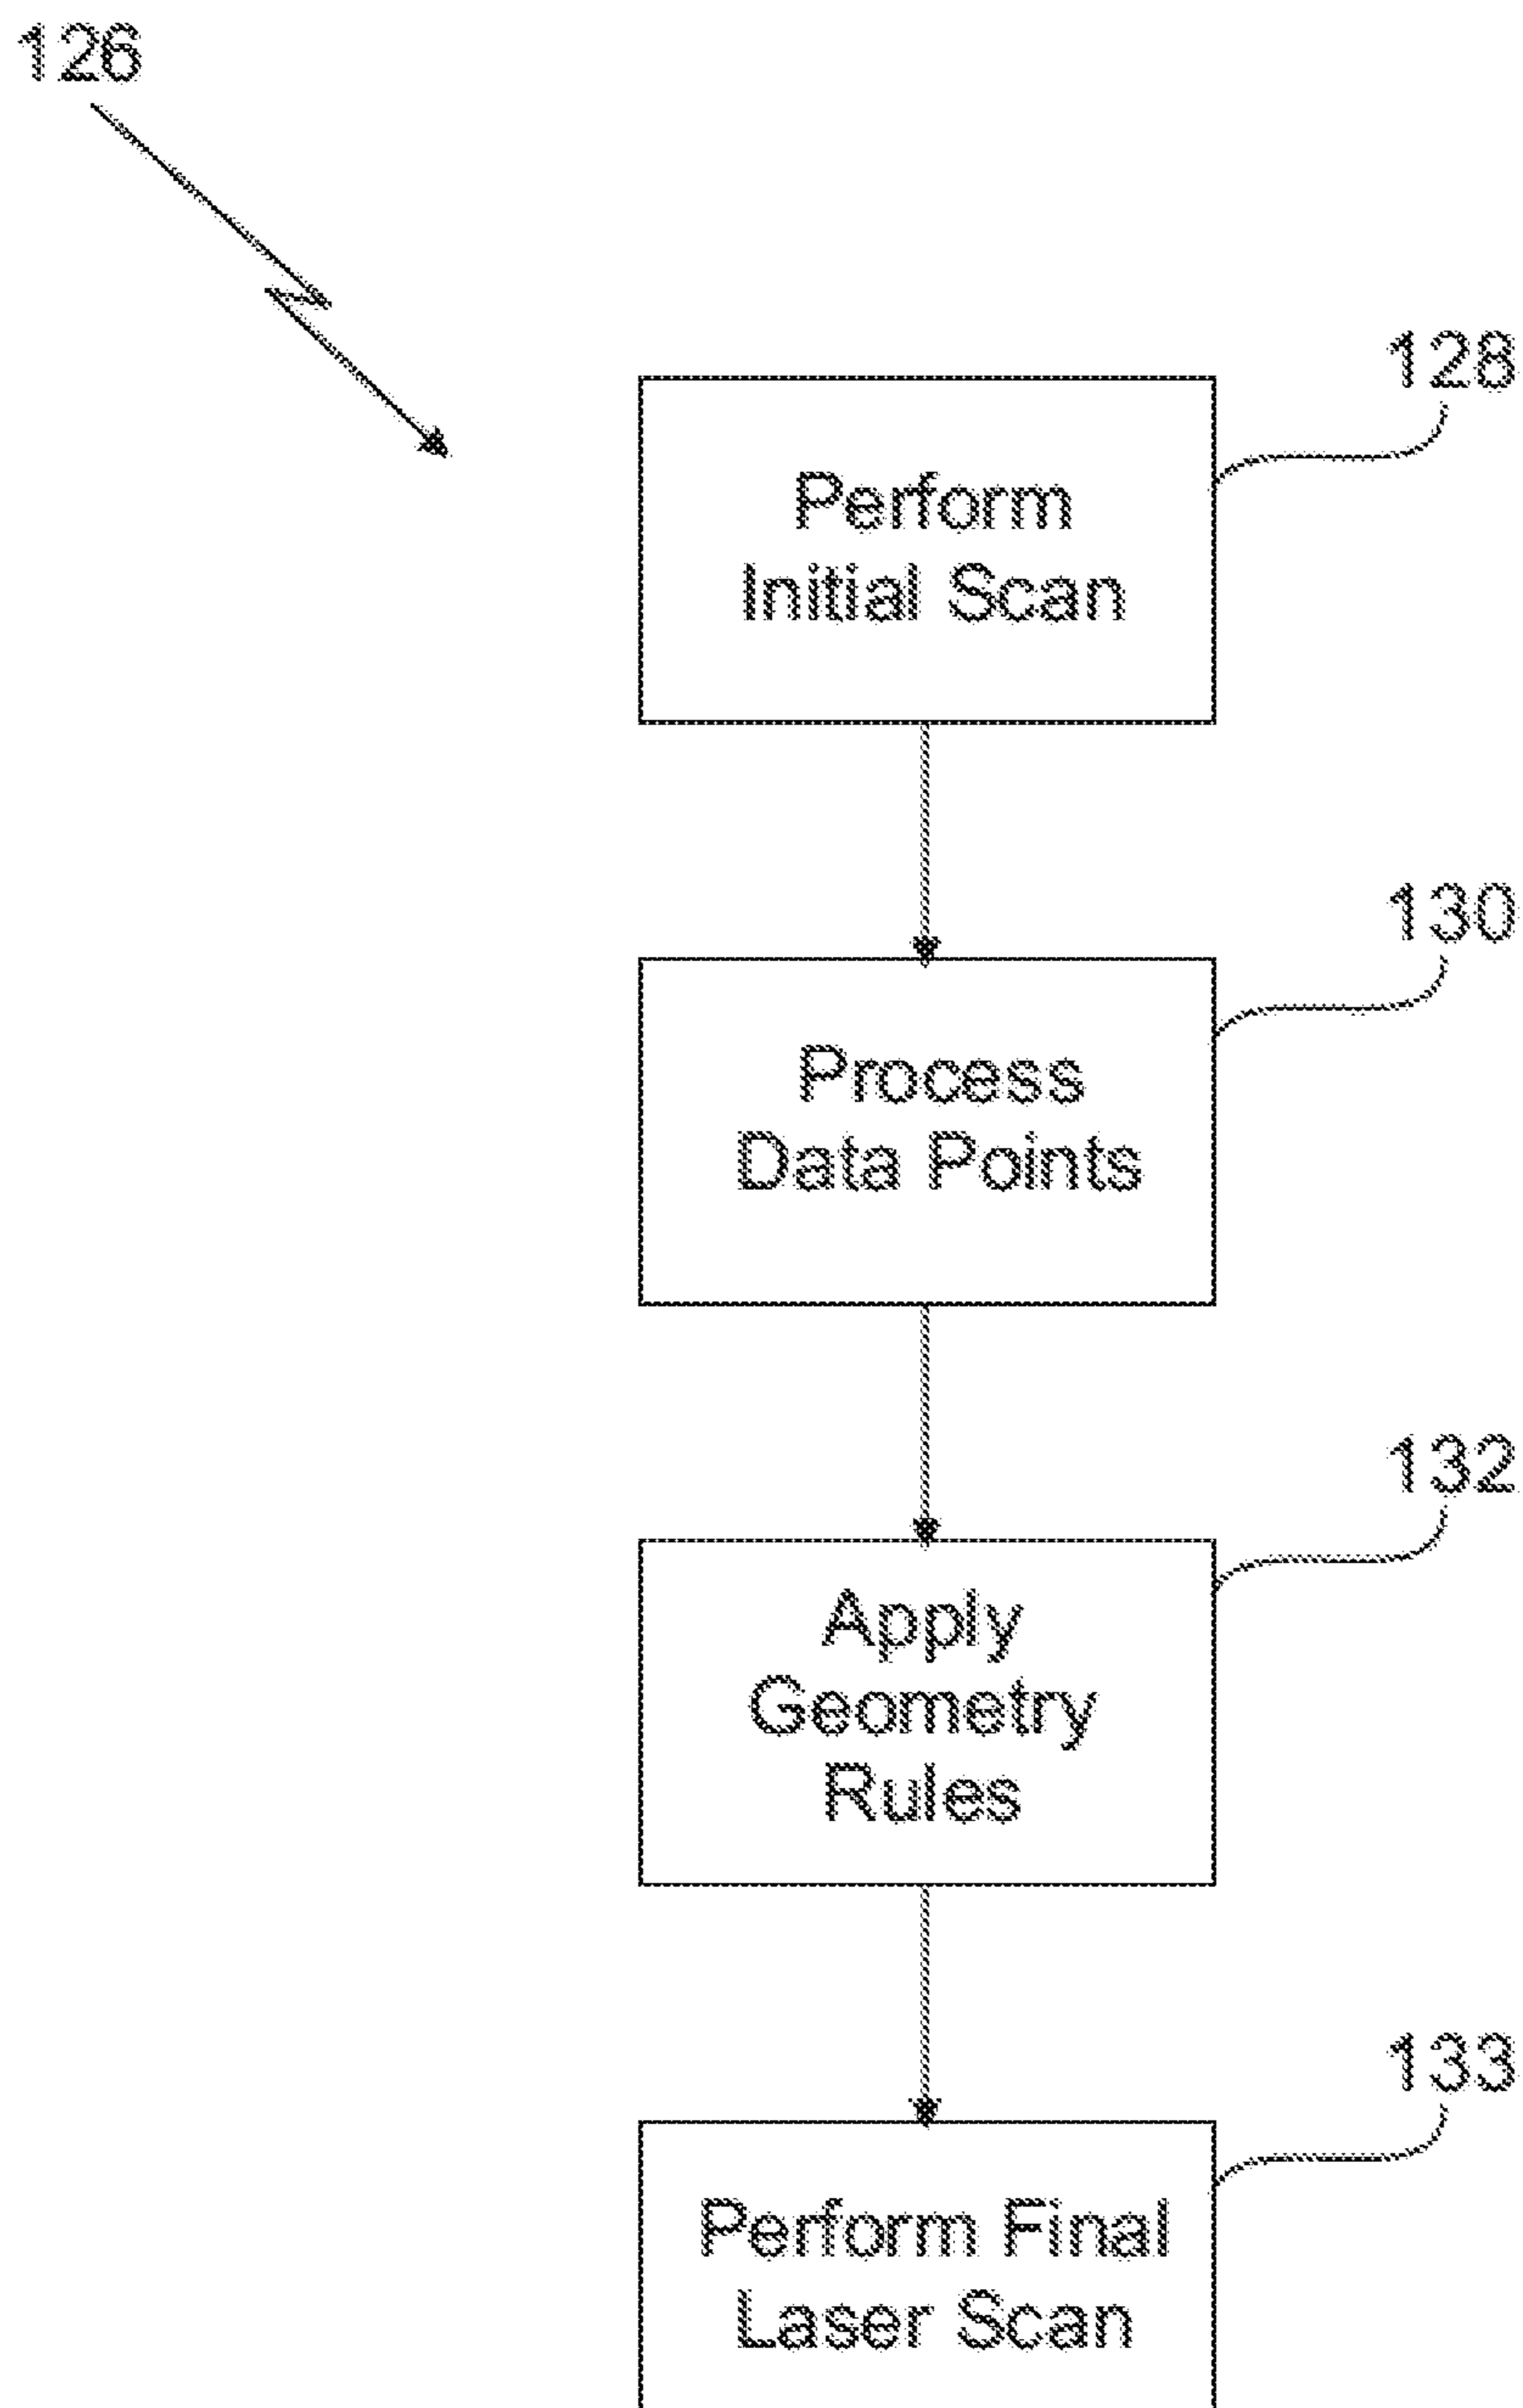 126
128
Perform
Initial Scan
130
Process
Data Points
132
Apply
Geometry
Rules
133
Perform Final
Laser Scan